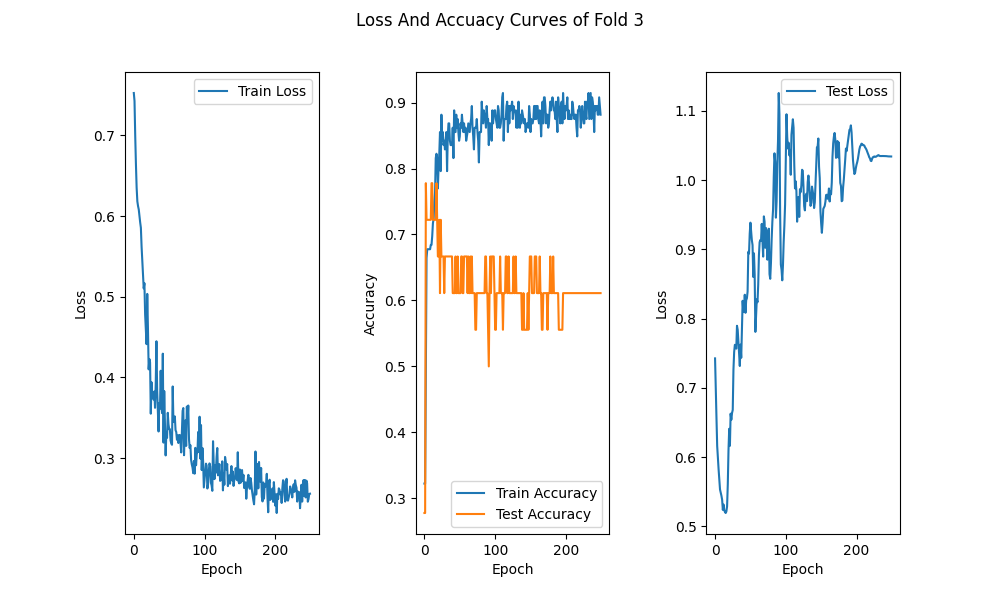 Loss And Accuacy Curves of Fold 3
Train Loss
0.7
0.6
0.5
0.4
0.3
Loss
0
100
200
Epoch
0.9
0.8
0.7
0.6
0.5
0.4
0.3
Accuracy
Train Accuracy
Test Accuracy
0
100
200
Epoch
Test Loss
1.1
1.0
0.9
0.8
0.7
0.6
0.5
Loss
0
100
200
Epoch